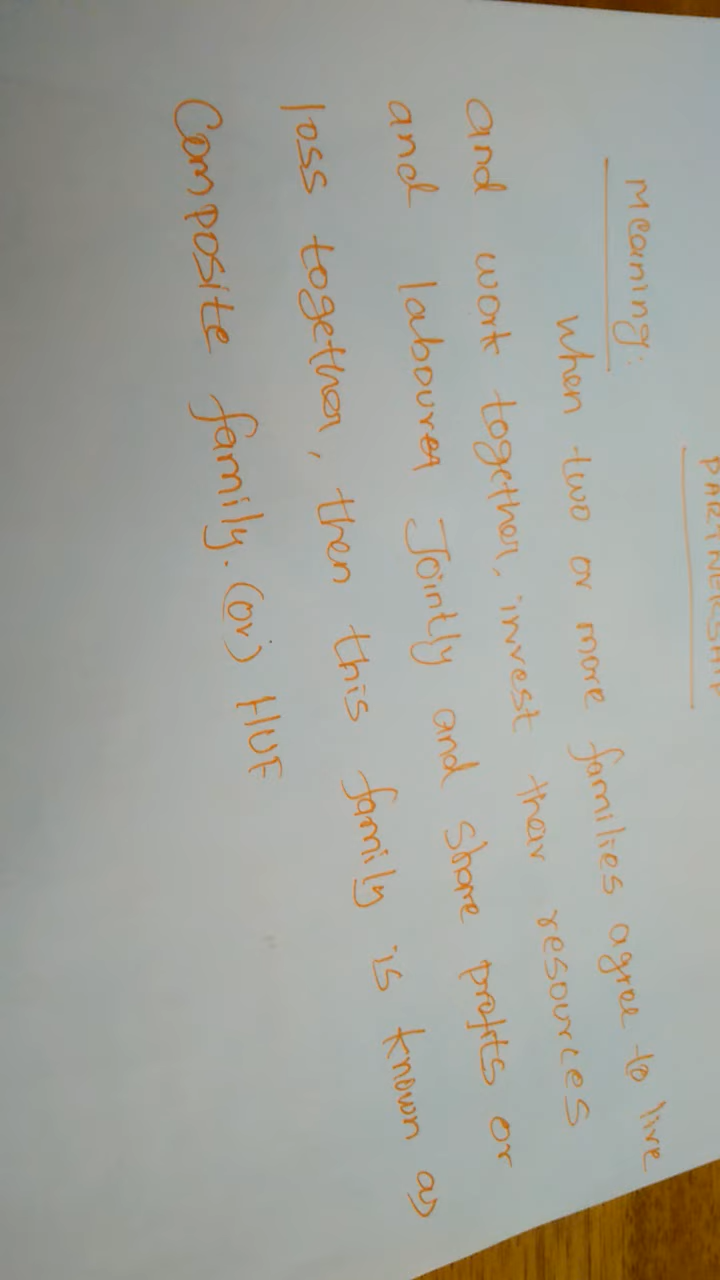 PARTNERSHIP
Meaning:
When two or more families agree to live
and work together, invest their resources
and labourer Jointly and share profits or
loss together, then this family is known as
Composite family. (or) HUF